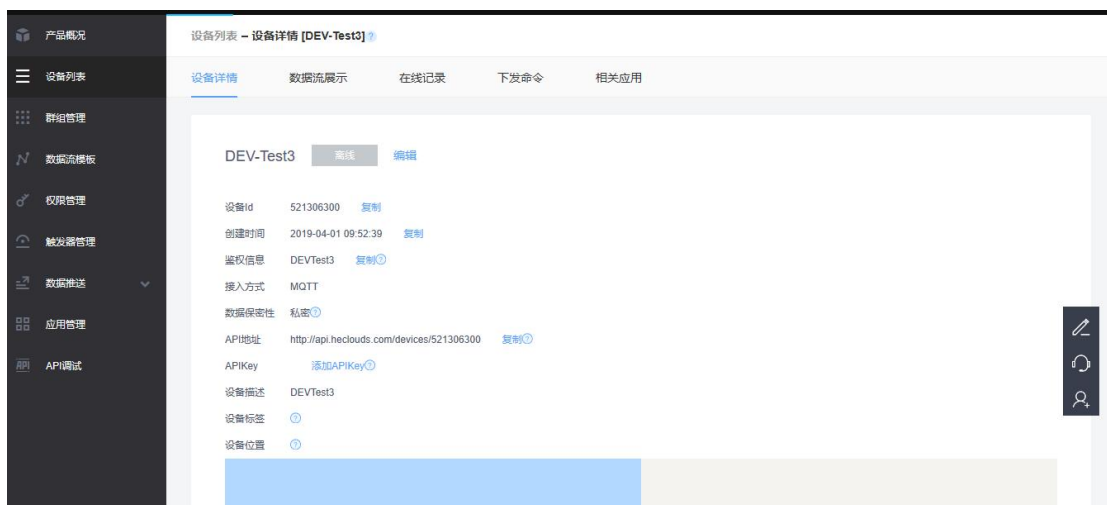 产品概况
设备列表
群组管理
数据流模板
权限管理
触发器管理
数据推送
应用管理
API API调试
设备列表 – 设备详情 [DEV-Test3] ?
设备详情 数据流展示 在线记录 下发命令 相关应用
DEV-Test3 离线 编辑
设备Id 521306300 复制
创建时间 2019-04-01 09:52:39 复制
鉴权信息 DEVTest3 复制?
接入方式 MQTT
数据保密性 私密?
API地址 http://api.heclouds.com/devices/521306300 复制?
APIKey 添加APIKey?
设备描述 DEVTest3
设备标签 ?
设备位置 ?